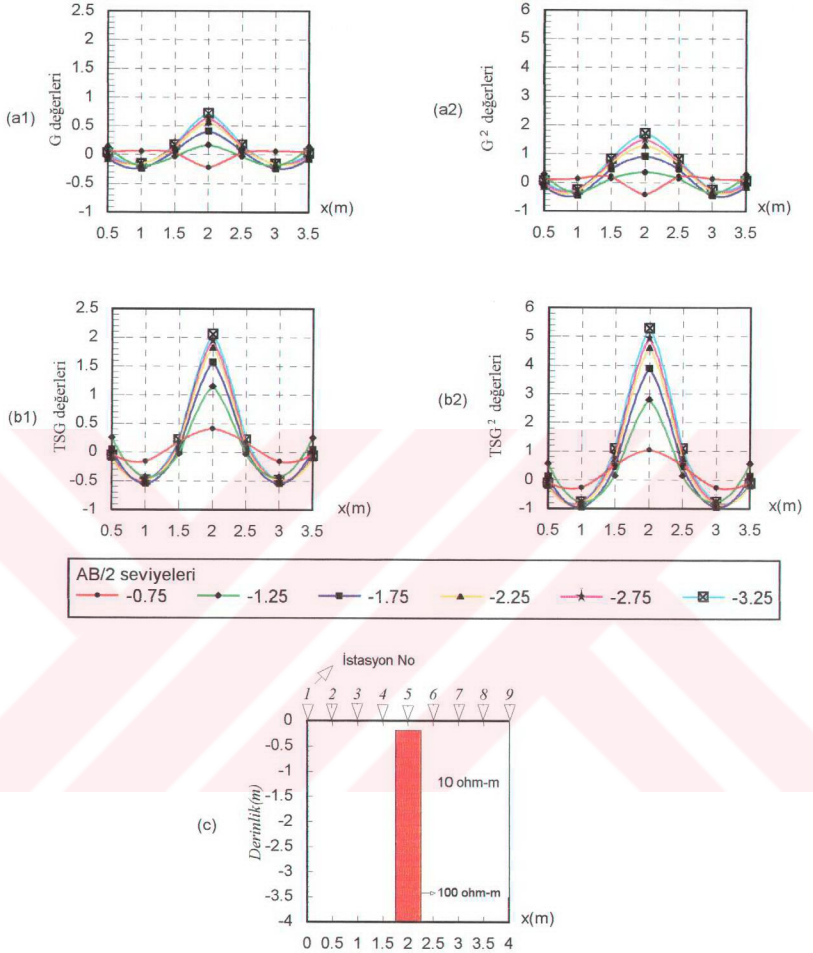 (a1)
G değerleri
2.5
2
1.5
1
0.5
0
-0.5
-1
x(m)
0.5 1 1.5 2 2.5 3 3.5
(a2)
G 2 değerleri
6
5
4
3
2
1
0
-1
x(m)
0.5 1 1.5 2 2.5 3 3.5
(b1)
TSG değerleri
2.5
2
1.5
1
0.5
0
-0.5
-1
x(m)
0.5 1 1.5 2 2.5 3 3.5
(b2)
TSG 2 değerleri
6
5
4
3
2
1
0
-1
x(m)
0.5 1 1.5 2 2.5 3 3.5
AB/2 seviyeleri
-0.75 -1.25 -1.75 -2.25 -2.75 -3.25
İstasyon No
1 2 3 4 5 6 7 8 9
(c)
Derinlik(m)
0
-0.5
-1
-1.5
-2
-2.5
-3
-3.5
-4
10 ohm-m
100 ohm-m
x(m)
0 0.5 1 1.5 2 2.5 3 3.5 4